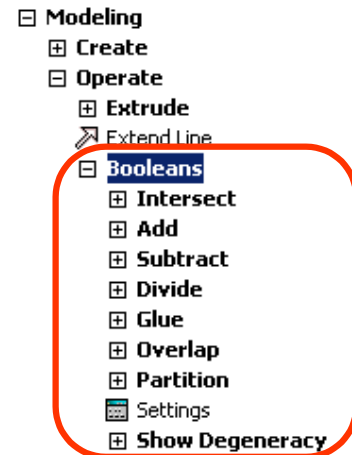 Modeling
Create
Operate
Extrude
Extend Line
Booleans
Intersect
Add
Subtract
Divide
Glue
Overlap
Partition
Settings
Show Degeneracy